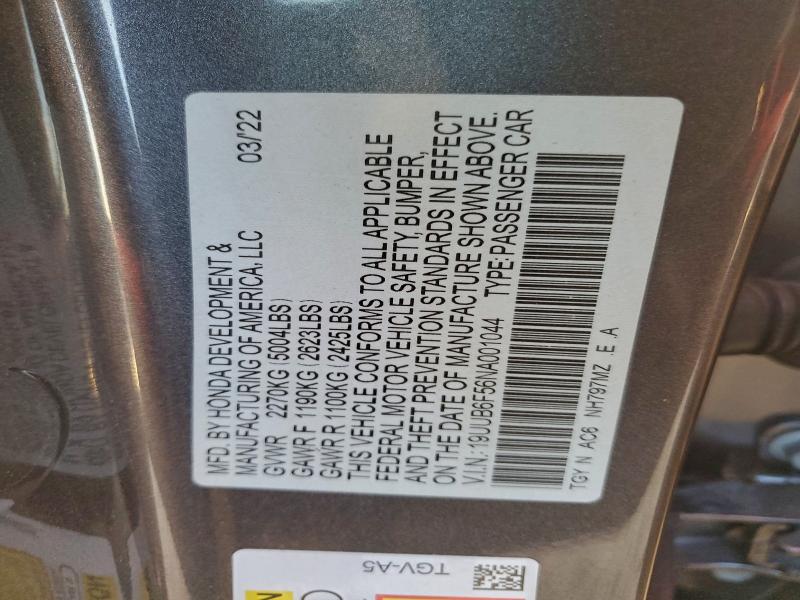 MFD. BY HONDA DEVELOPMENT &
MANUFACTURING OF AMERICA, LLC 03/'22
GVWR 2270KG (5004LBS)
GAWR F 1190KG (2623LBS)
GAWR R 1100KG (2425LBS)
THIS VEHICLE CONFORMS TO ALL APPLICABLE
FEDERAL MOTOR VEHICLE SAFETY, BUMPER,
AND THEFT PREVENTION STANDARDS IN EFFECT
ON THE DATE OF MANUFACTURE SHOWN ABOVE.
V.I.N.: 19UUB6F56NA001044 TYPE: PASSENGER CAR
TGY N AC6 NH797MZ E .A
TGV-A5